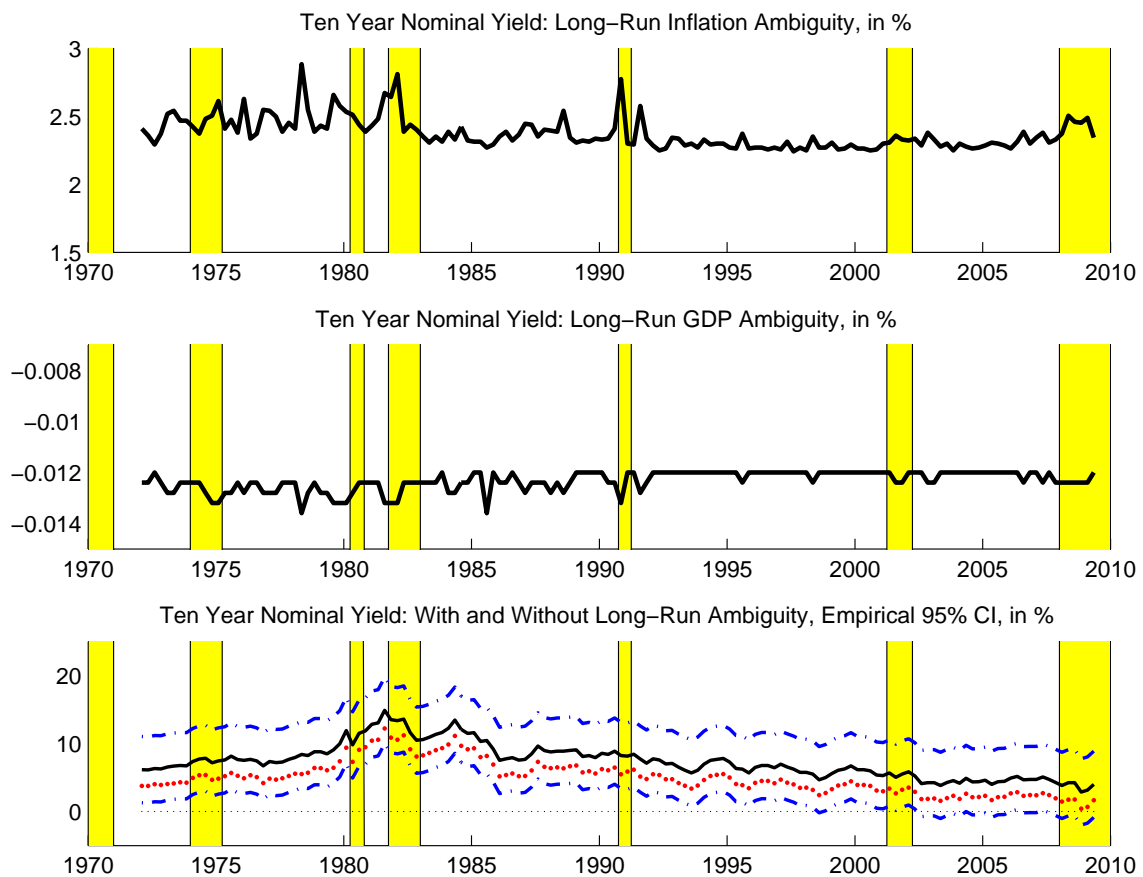 Ten Year Nominal Yield: Long−Run Inflation Ambiguity, in %
3
2.5
2
1.5
1970 1975 1980 1985 1990 1995 2000 2005 2010
Ten Year Nominal Yield: Long−Run GDP Ambiguity, in %
−0.008
−0.01
−0.012
−0.014
1970 1975 1980 1985 1990 1995 2000 2005 2010
Ten Year Nominal Yield: With and Without Long−Run Ambiguity, Empirical 95% CI, in %
20
10
0
1970 1975 1980 1985 1990 1995 2000 2005 2010